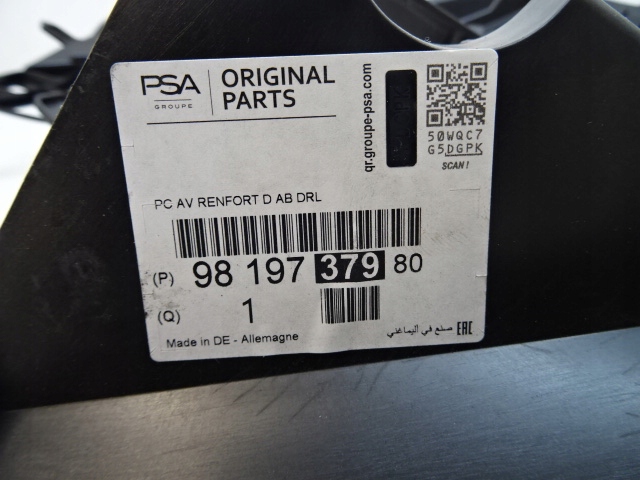 PSA
GROUPE
ORIGINAL
PARTS
qr.groupe-psa.com
50WQC7
G5DGPK
SCAN!
PC AV RENFORT D AB DRL
(P) 98 197 379 80
(Q) 1
Made in DE - Allemagne
صنع في أليماغني EAC